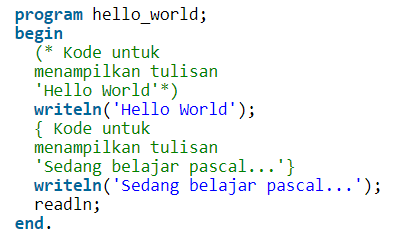 program hello_world;
begin
  (* Kode untuk
  menampilkan tulisan
  'Hello World'*)
  writeln('Hello World');
  { Kode untuk
  menampilkan tulisan
  'Sedang belajar pascal...'}
  writeln('Sedang belajar pascal...');
  readln;
end.